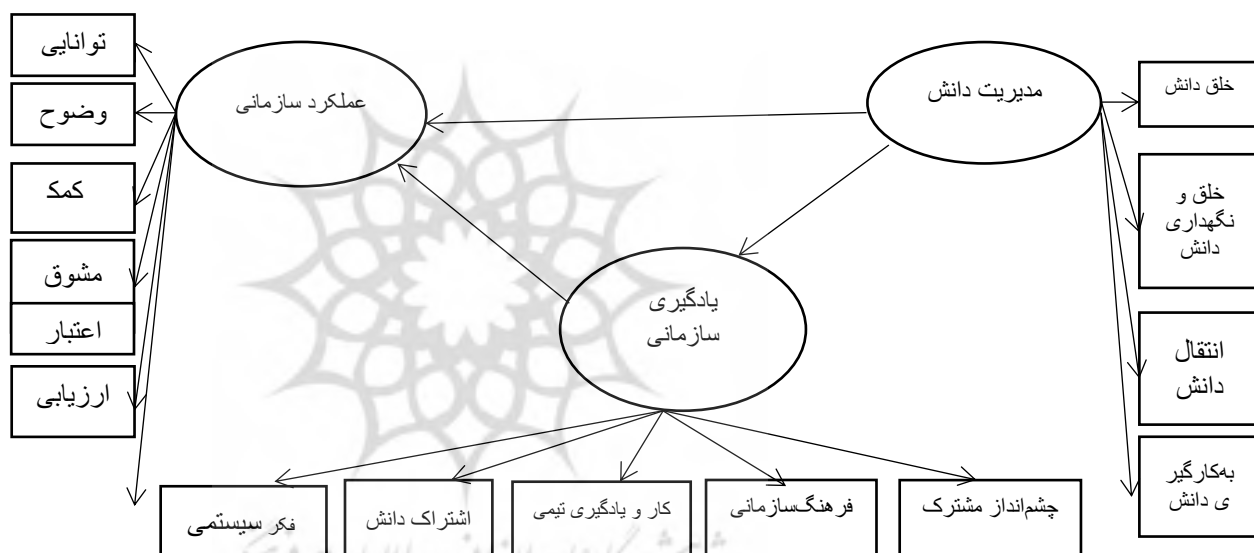 توانایی
وضوح
کمک
مشوق
اعتبار
ارزیابی
عملکرد سازمانی
مدیریت دانش
یادگیری
سازمانی
خلق دانش
خلق و
نگهداری
دانش
انتقال
دانش
به‌کارگیر
ی دانش
چشم‌انداز مشترک
فرهنگ‌سازمانی
کار و یادگیری تیمی
اشتراک دانش
فکر سیستمی